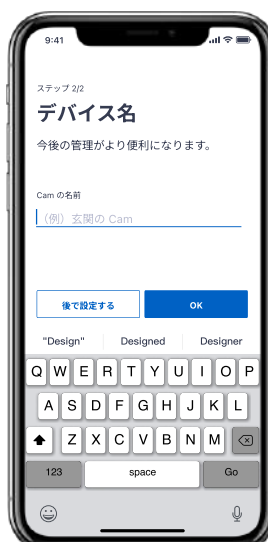 9:41
ステップ 2/2
デバイス名
今後の管理がより便利になります。
Cam の名前
（例）玄関の Cam
後で設定する OK
"Design" Designed Designer
Q W E R T Y U I O P
A S D F G H J K L
Z X C V B N M
123 space Go